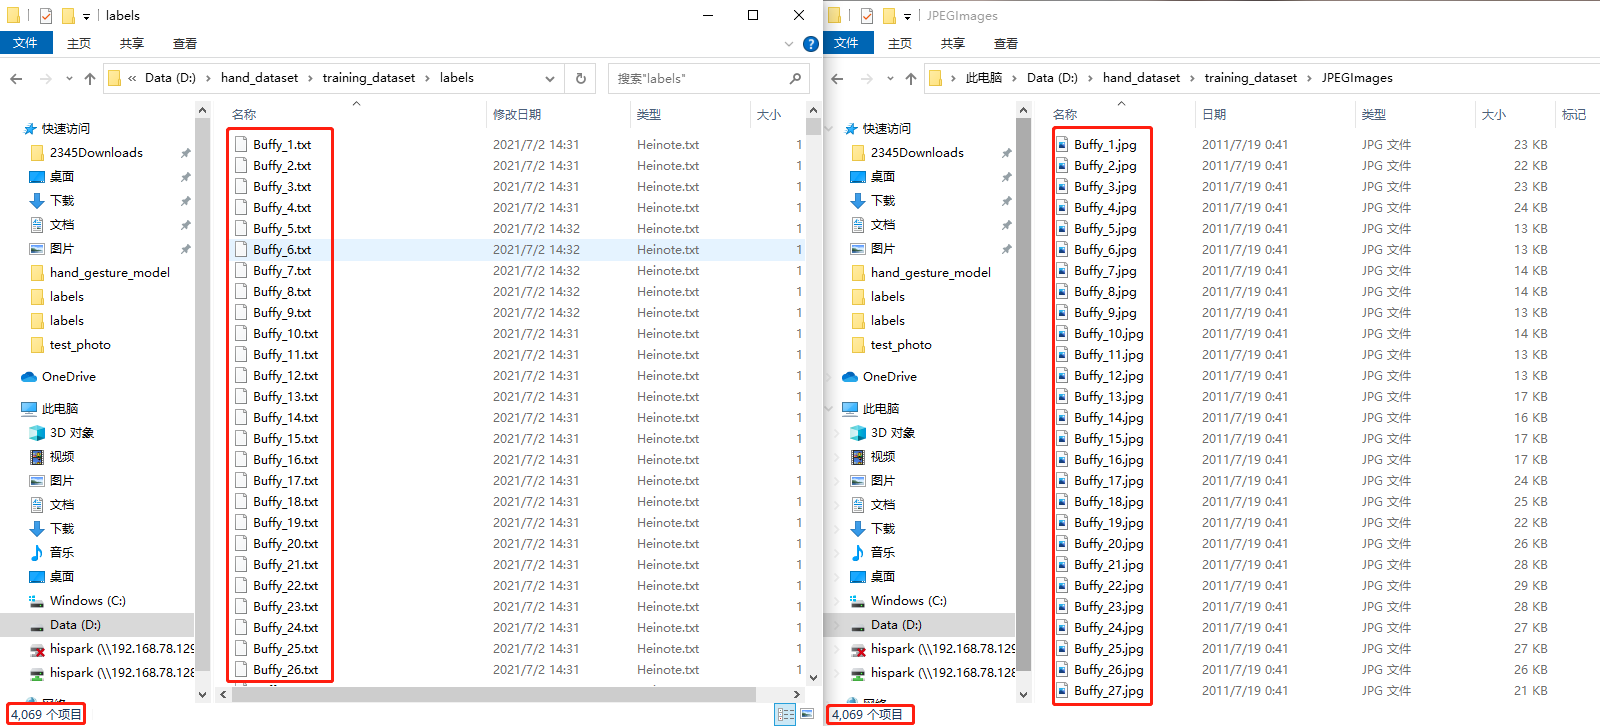 labels
文件 主页 共享 查看
« Data (D:) › hand_dataset › training_dataset › labels
搜索"labels"
快速访问
2345Downloads
桌面
下载
文档
图片
hand_gesture_model
labels
labels
test_photo
OneDrive
此电脑
3D 对象
视频
图片
文档
下载
音乐
桌面
Windows (C:)
Data (D:)
hispark (\\192.168.78.129
hispark (\\192.168.78.128
网络
名称 修改日期 类型 大小
Buffy_1.txt 2021/7/2 14:31 Heinote.txt 1
Buffy_2.txt 2021/7/2 14:31 Heinote.txt 1
Buffy_3.txt 2021/7/2 14:31 Heinote.txt 1
Buffy_4.txt 2021/7/2 14:31 Heinote.txt 1
Buffy_5.txt 2021/7/2 14:32 Heinote.txt 1
Buffy_6.txt 2021/7/2 14:32 Heinote.txt 1
Buffy_7.txt 2021/7/2 14:32 Heinote.txt 1
Buffy_8.txt 2021/7/2 14:32 Heinote.txt 1
Buffy_9.txt 2021/7/2 14:32 Heinote.txt 1
Buffy_10.txt 2021/7/2 14:31 Heinote.txt 1
Buffy_11.txt 2021/7/2 14:31 Heinote.txt 1
Buffy_12.txt 2021/7/2 14:31 Heinote.txt 1
Buffy_13.txt 2021/7/2 14:31 Heinote.txt 1
Buffy_14.txt 2021/7/2 14:31 Heinote.txt 1
Buffy_15.txt 2021/7/2 14:31 Heinote.txt 1
Buffy_16.txt 2021/7/2 14:31 Heinote.txt 1
Buffy_17.txt 2021/7/2 14:31 Heinote.txt 1
Buffy_18.txt 2021/7/2 14:31 Heinote.txt 1
Buffy_19.txt 2021/7/2 14:31 Heinote.txt 1
Buffy_20.txt 2021/7/2 14:31 Heinote.txt 1
Buffy_21.txt 2021/7/2 14:31 Heinote.txt 1
Buffy_22.txt 2021/7/2 14:31 Heinote.txt 1
Buffy_23.txt 2021/7/2 14:31 Heinote.txt 1
Buffy_24.txt 2021/7/2 14:31 Heinote.txt 1
Buffy_25.txt 2021/7/2 14:31 Heinote.txt 1
Buffy_26.txt 2021/7/2 14:31 Heinote.txt 1
4,069 个项目
JPEGImages
文件 主页 共享 查看
› 此电脑 › Data (D:) › hand_dataset › training_dataset › JPEGImages
快速访问
2345Downloads
桌面
下载
文档
图片
hand_gesture_model
labels
labels
test_photo
OneDrive
此电脑
3D 对象
视频
图片
文档
下载
音乐
桌面
Windows (C:)
Data (D:)
hispark (\\192.168.78.129
hispark (\\192.168.78.128
网络
名称 日期 类型 大小 标记
Buffy_1.jpg 2011/7/19 0:41 JPG 文件 23 KB
Buffy_2.jpg 2011/7/19 0:41 JPG 文件 22 KB
Buffy_3.jpg 2011/7/19 0:41 JPG 文件 23 KB
Buffy_4.jpg 2011/7/19 0:41 JPG 文件 24 KB
Buffy_5.jpg 2011/7/19 0:41 JPG 文件 13 KB
Buffy_6.jpg 2011/7/19 0:41 JPG 文件 13 KB
Buffy_7.jpg 2011/7/19 0:41 JPG 文件 14 KB
Buffy_8.jpg 2011/7/19 0:41 JPG 文件 14 KB
Buffy_9.jpg 2011/7/19 0:41 JPG 文件 13 KB
Buffy_10.jpg 2011/7/19 0:41 JPG 文件 14 KB
Buffy_11.jpg 2011/7/19 0:41 JPG 文件 13 KB
Buffy_12.jpg 2011/7/19 0:41 JPG 文件 13 KB
Buffy_13.jpg 2011/7/19 0:41 JPG 文件 17 KB
Buffy_14.jpg 2011/7/19 0:41 JPG 文件 16 KB
Buffy_15.jpg 2011/7/19 0:41 JPG 文件 17 KB
Buffy_16.jpg 2011/7/19 0:41 JPG 文件 17 KB
Buffy_17.jpg 2011/7/19 0:41 JPG 文件 24 KB
Buffy_18.jpg 2011/7/19 0:41 JPG 文件 25 KB
Buffy_19.jpg 2011/7/19 0:41 JPG 文件 22 KB
Buffy_20.jpg 2011/7/19 0:41 JPG 文件 26 KB
Buffy_21.jpg 2011/7/19 0:41 JPG 文件 28 KB
Buffy_22.jpg 2011/7/19 0:41 JPG 文件 29 KB
Buffy_23.jpg 2011/7/19 0:41 JPG 文件 28 KB
Buffy_24.jpg 2011/7/19 0:41 JPG 文件 27 KB
Buffy_25.jpg 2011/7/19 0:41 JPG 文件 27 KB
Buffy_26.jpg 2011/7/19 0:41 JPG 文件 26 KB
Buffy_27.jpg 2011/7/19 0:41 JPG 文件 21 KB
4,069 个项目